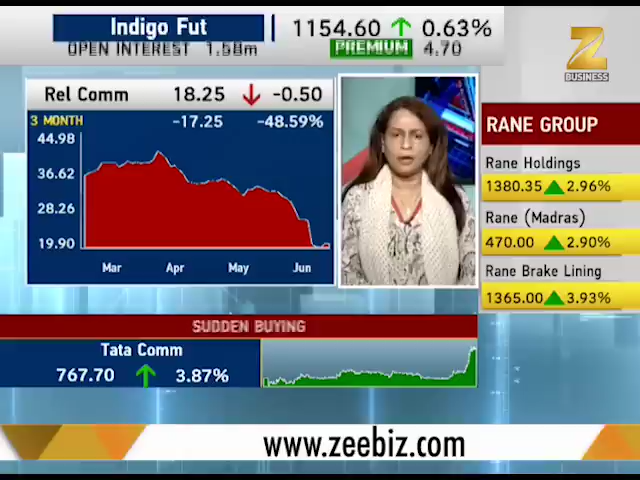 Indigo Fut
1154.60 0.63%
OPEN INTEREST 1.58m
PREMIUM 4.70
Z
BUSINESS
Rel Comm 18.25 -0.50
3 MONTH -17.25 -48.59%
44.98
36.62
28.26
19.90
Mar Apr May Jun
RANE GROUP
Rane Holdings
1380.35 2.96%
Rane (Madras)
470.00 2.90%
Rane Brake Lining
1365.00 3.93%
SUDDEN BUYING
Tata Comm
767.70 3.87%
www.zeebiz.com